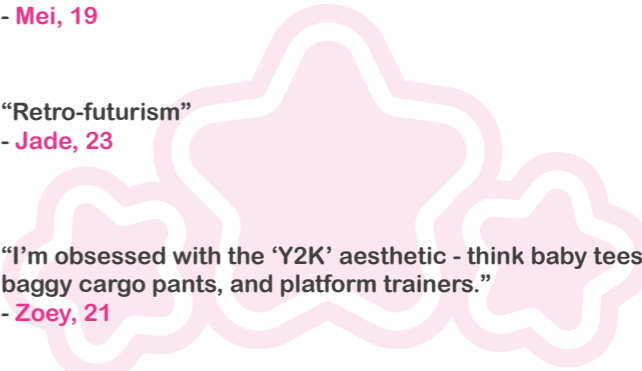 - Mei, 19
“Retro-futurism”
- Jade, 23
“I’m obsessed with the ‘Y2K’ aesthetic - think baby tees
baggy cargo pants, and platform trainers.”
- Zoey, 21